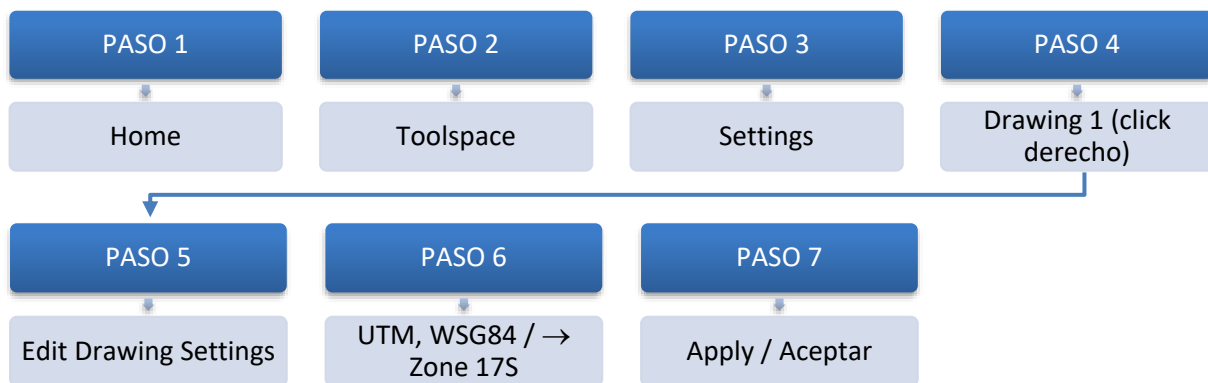 PASO 1
Home
PASO 2
Toolspace
PASO 3
Settings
PASO 4
Drawing 1 (click
derecho)
PASO 5
Edit Drawing Settings
PASO 6
UTM, WSG84 / →
Zone 17S
PASO 7
Apply / Aceptar